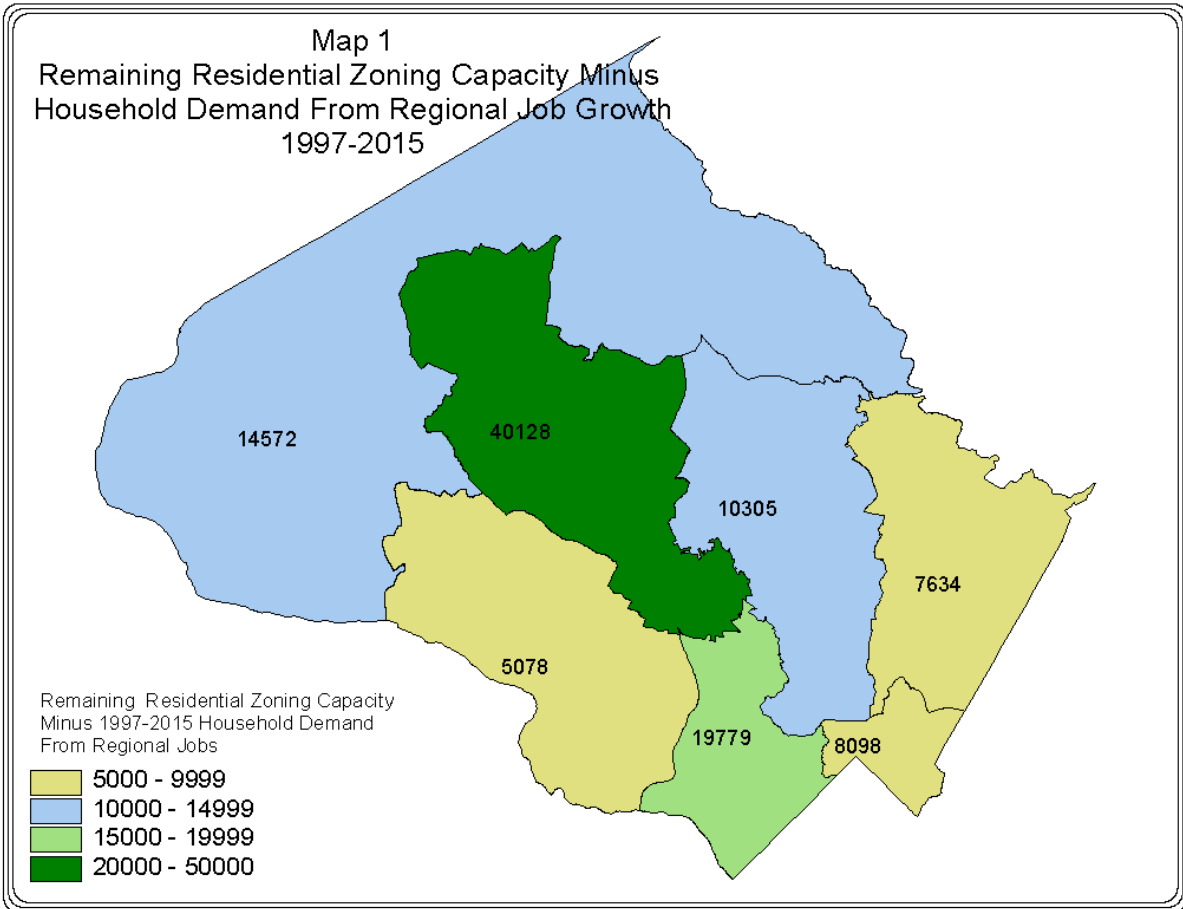 Map 1
Remaining Residential Zoning Capacity Minus
Household Demand From Regional Job Growth
1997-2015
14572
40128
10305
7634
5078
19779
8098
Remaining Residential Zoning Capacity
Minus 1997-2015 Household Demand
From Regional Jobs
5000 - 9999
10000 - 14999
15000 - 19999
20000 - 50000